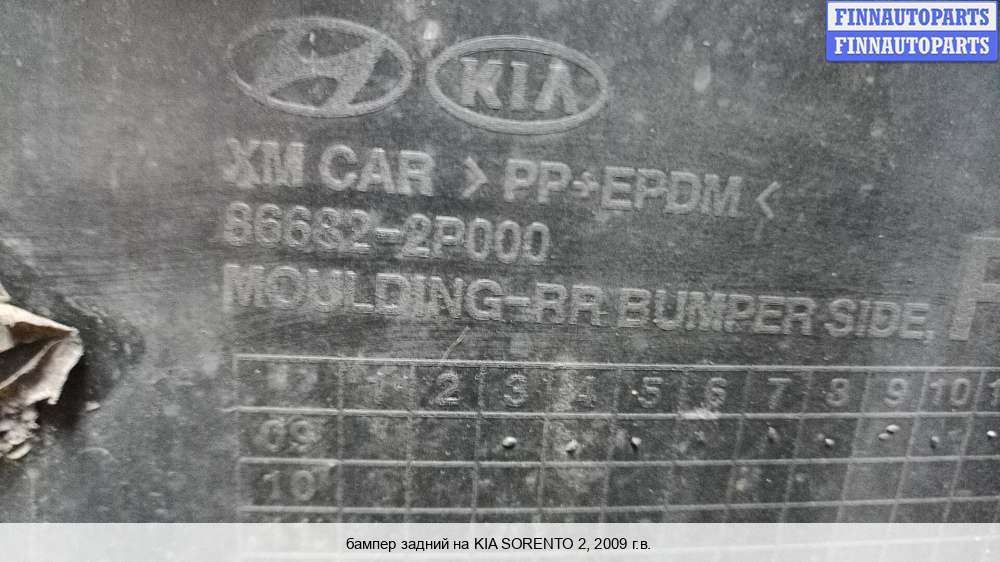 FINNAUTOPARTS
FINNAUTOPARTS
KIA
XM CAR >PP+EPDM<
86682-2P000
MOULDING-RR BUMPER SIDE,
12 1 2 3 4 5 6 7 8 9 10
09
10
бампер задний на KIA SORENTO 2, 2009 г.в.